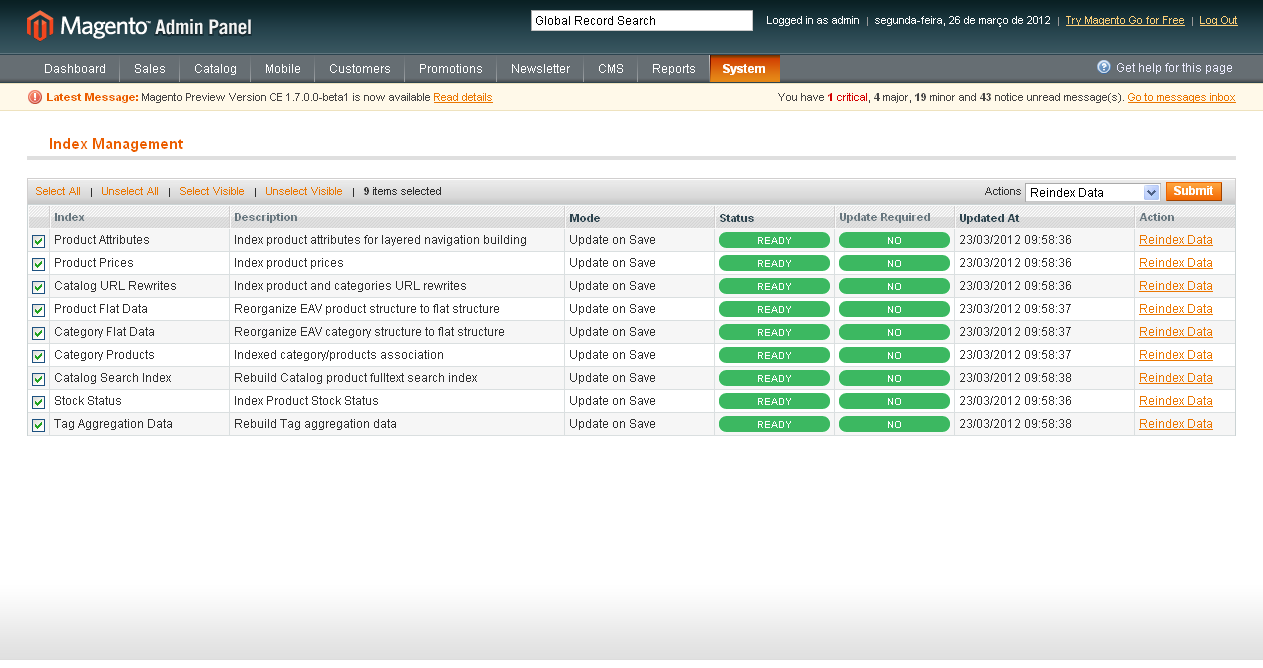 Magento™ Admin Panel
Global Record Search
Logged in as admin | segunda-feira, 26 de março de 2012 | Try Magento Go for Free | Log Out
Dashboard Sales Catalog Mobile Customers Promotions Newsletter CMS Reports System Get help for this page
Latest Message: Magento Preview Version CE 1.7.0.0-beta1 is now available Read details You have 1 critical, 4 major, 19 minor and 43 notice unread message(s). Go to messages inbox
Index Management
Select All | Unselect All | Select Visible | Unselect Visible | 9 items selected Actions Reindex Data Submit
Index Description Mode Status Update Required Updated At Action
Product Attributes Index product attributes for layered navigation building Update on Save READY NO 23/03/2012 09:58:36 Reindex Data
Product Prices Index product prices Update on Save READY NO 23/03/2012 09:58:36 Reindex Data
Catalog URL Rewrites Index product and categories URL rewrites Update on Save READY NO 23/03/2012 09:58:36 Reindex Data
Product Flat Data Reorganize EAV product structure to flat structure Update on Save READY NO 23/03/2012 09:58:37 Reindex Data
Category Flat Data Reorganize EAV category structure to flat structure Update on Save READY NO 23/03/2012 09:58:37 Reindex Data
Category Products Indexed category/products association Update on Save READY NO 23/03/2012 09:58:37 Reindex Data
Catalog Search Index Rebuild Catalog product fulltext search index Update on Save READY NO 23/03/2012 09:58:38 Reindex Data
Stock Status Index Product Stock Status Update on Save READY NO 23/03/2012 09:58:36 Reindex Data
Tag Aggregation Data Rebuild Tag aggregation data Update on Save READY NO 23/03/2012 09:58:38 Reindex Data